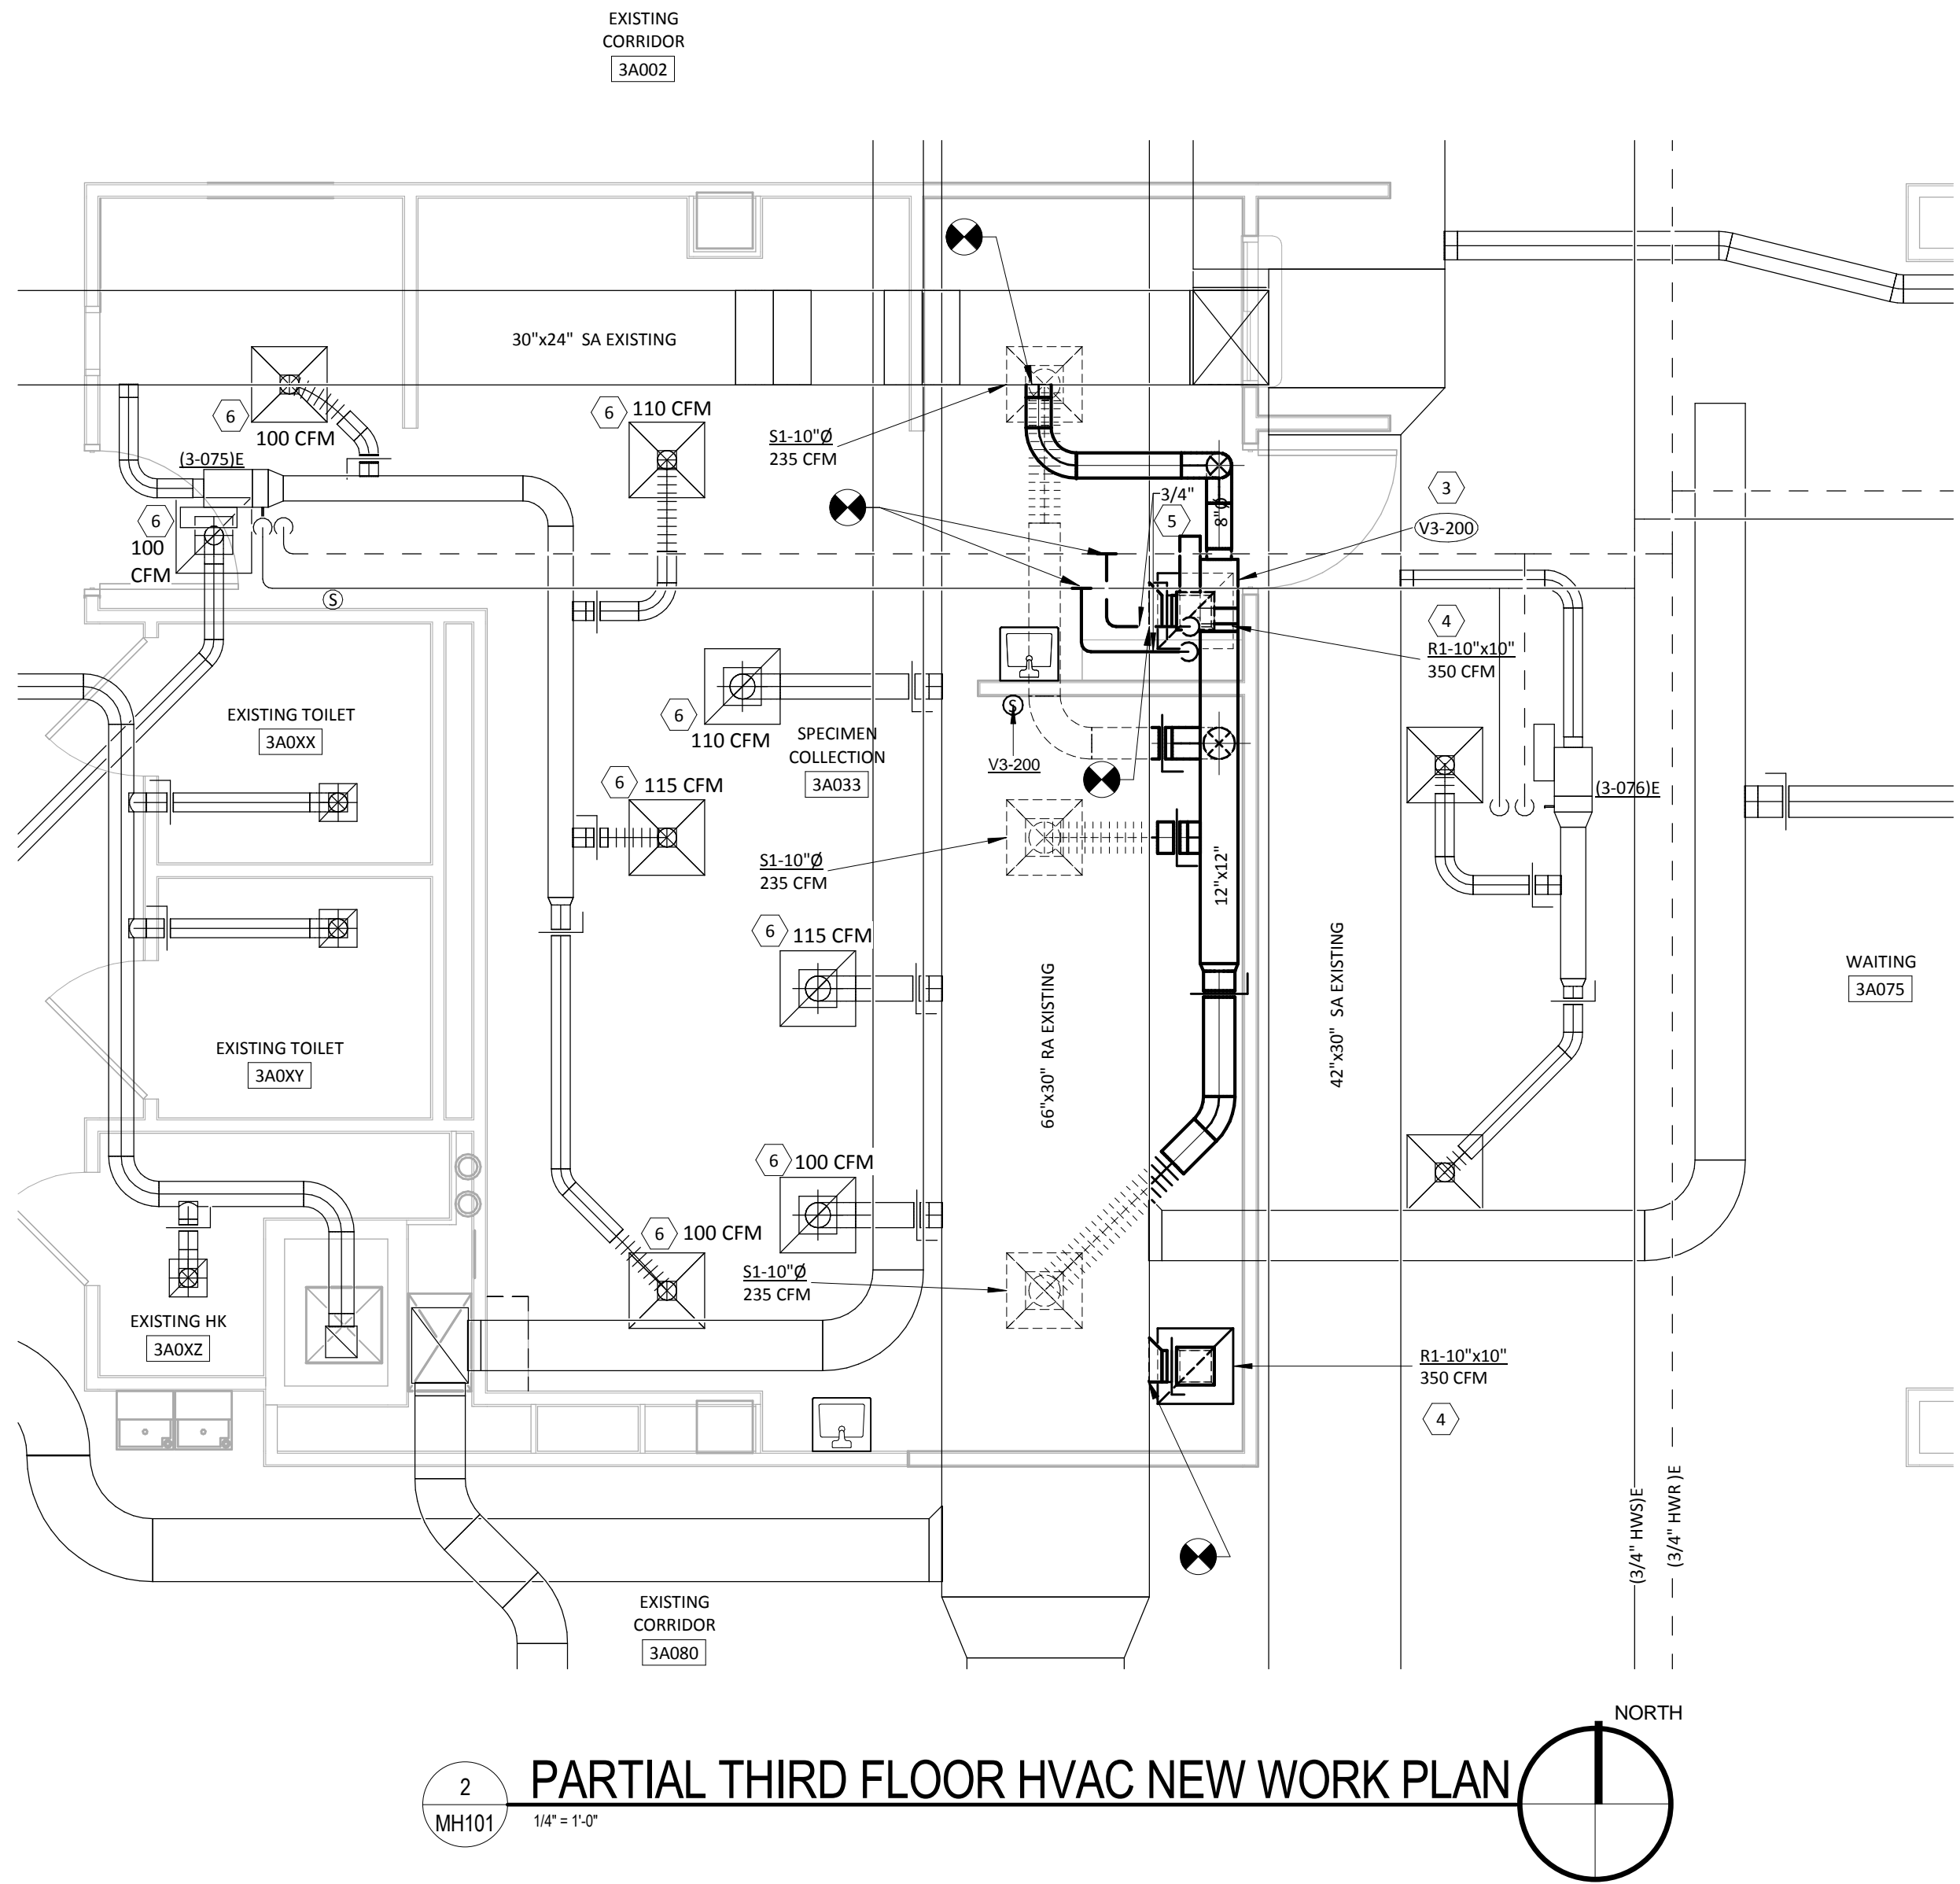 EXISTING
CORRIDOR
3A002
30"x24" SA EXISTING
6
100 CFM
6
110 CFM
S1-10"Ø
235 CFM
(3-075)E
6
100
CFM
S
3/4"
5
8"Ø
3
V3-200
4
R1-10"x10"
350 CFM
EXISTING TOILET
3A0XX
6
110 CFM
SPECIMEN
COLLECTION
3A033
S
V3-200
6
115 CFM
S1-10"Ø
235 CFM
12"x12"
(3-076)E
6
115 CFM
66"x30" RA EXISTING
42"x30" SA EXISTING
WAITING
3A075
EXISTING TOILET
3A0XY
6
100 CFM
6
100 CFM
S1-10"Ø
235 CFM
EXISTING HK
3A0XZ
R1-10"x10"
350 CFM
4
(3/4" HWS)E
(3/4" HWR )E
EXISTING
CORRIDOR
3A080
NORTH
2
MH101
PARTIAL THIRD FLOOR HVAC NEW WORK PLAN
1/4" = 1'-0"